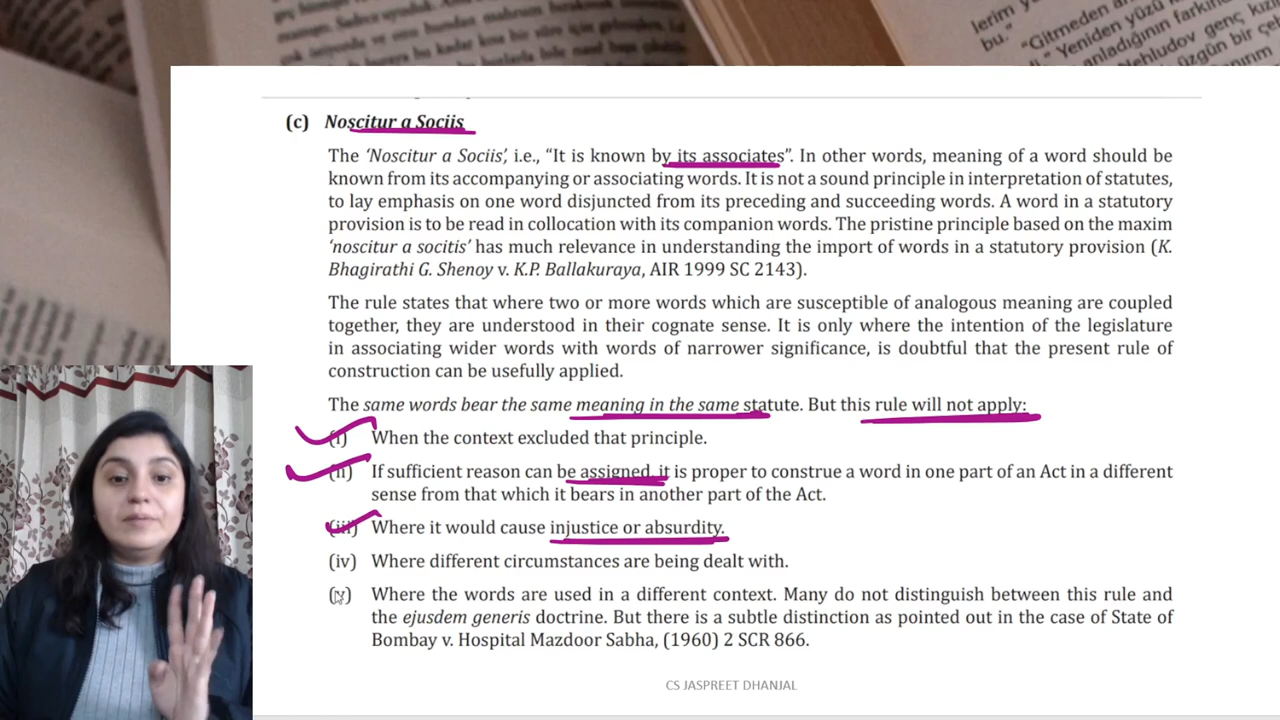 lerim
bu."
"Gitmeden
Yeniden yüzü
anladığının farkın
Nehludov genç kızı
özgün bir çe
(c) Noscitur a Sociis
The 'Noscitur a Sociis', i.e., "It is known by its associates". In other words, meaning of a word should be
known from its accompanying or associating words. It is not a sound principle in interpretation of statutes,
to lay emphasis on one word disjuncted from its preceding and succeeding words. A word in a statutory
provision is to be read in collocation with its companion words. The pristine principle based on the maxim
'noscitur a socitis' has much relevance in understanding the import of words in a statutory provision (K.
Bhagirathi G. Shenoy v. K.P. Ballakuraya, AIR 1999 SC 2143).
The rule states that where two or more words which are susceptible of analogous meaning are coupled
together, they are understood in their cognate sense. It is only where the intention of the legislature
in associating wider words with words of narrower significance, is doubtful that the present rule of
construction can be usefully applied.
The same words bear the same meaning in the same statute. But this rule will not apply:
(i) When the context excluded that principle.
(ii) If sufficient reason can be assigned, it is proper to construe a word in one part of an Act in a different
sense from that which it bears in another part of the Act.
(iii) Where it would cause injustice or absurdity.
(iv) Where different circumstances are being dealt with.
(v) Where the words are used in a different context. Many do not distinguish between this rule and
the ejusdem generis doctrine. But there is a subtle distinction as pointed out in the case of State of
Bombay v. Hospital Mazdoor Sabha, (1960) 2 SCR 866.
CS JASPREET DHANJAL